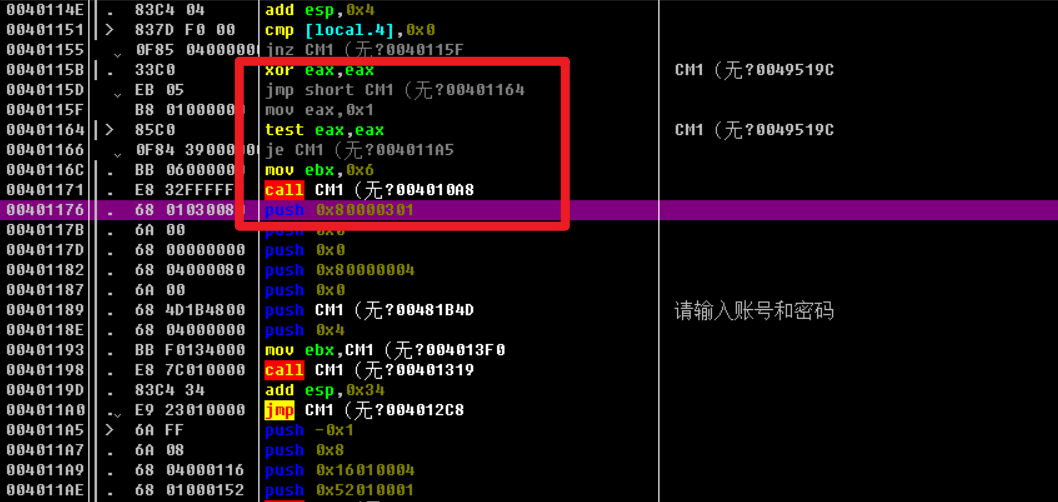 0040114E . 83C4 04 add esp,0x4
00401151 > 837D F0 00 cmp [local.4],0x0
00401155 . 0F85 0400000 jnz CM1（无?0040115F
0040115B . 33C0 xor eax,eax CM1（无?0049519C
0040115D . EB 05 jmp short CM1（无?00401164
0040115F B8 01000000 mov eax,0x1
00401164 > 85C0 test eax,eax CM1（无?0049519C
00401166 . 0F84 3900000 je CM1（无?004011A5
0040116C . BB 06000000 mov ebx,0x6
00401171 . E8 32FFFFF call CM1（无?004010A8
00401176 . 68 01030080 push 0x80000301
0040117B . 6A 00 push 0x0
0040117D . 68 00000000 push 0x0
00401182 . 68 04000080 push 0x80000004
00401187 . 6A 00 push 0x0
00401189 . 68 4D1B4800 push CM1（无?00481B4D 请输入账号和密码
0040118E . 68 04000000 push 0x4
00401193 . BB F0134000 mov ebx,CM1（无?004013F0
00401198 . E8 7C010000 call CM1（无?00401319
0040119D . 83C4 34 add esp,0x34
004011A0 . E9 23010000 jmp CM1（无?004012C8
004011A5 > 6A FF push -0x1
004011A7 . 6A 08 push 0x8
004011A9 . 68 04000116 push 0x16010004
004011AE . 68 01000152 push 0x52010001